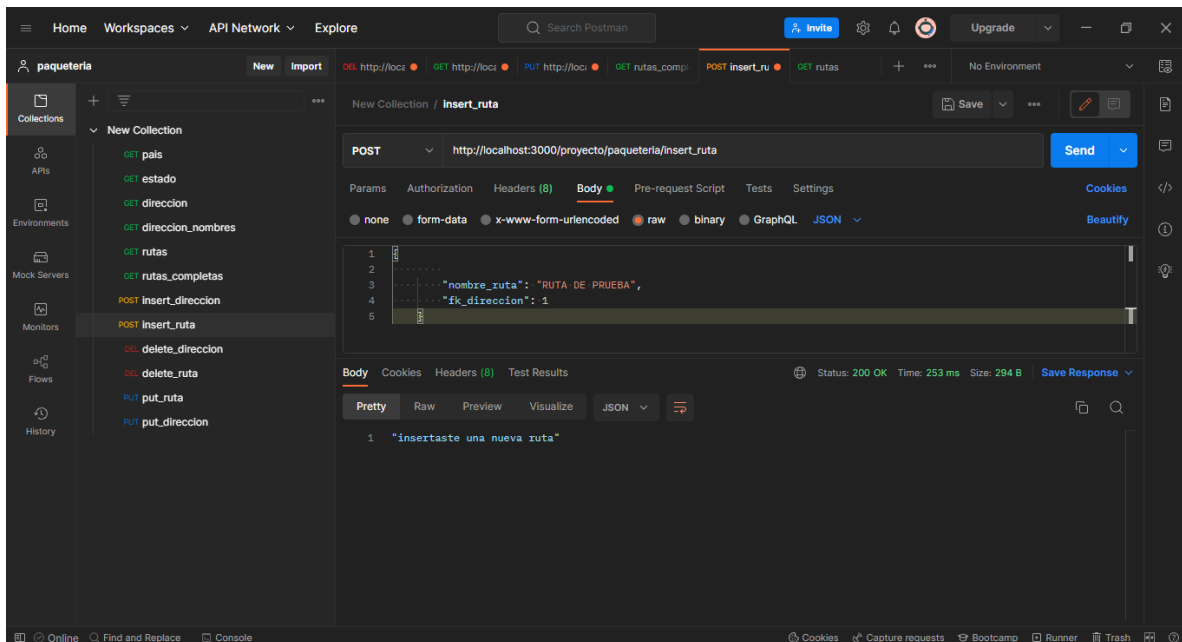 Home Workspaces API Network Explore Search Postman Invite Upgrade
paqueteria New Import DEL http://loca GET http://loca PUT http://loca GET rutas_compl POST insert_ru GET rutas + No Environment
Collections
APIs
Environments
Mock Servers
Monitors
Flows
History
New Collection
GET pais
GET estado
GET direccion
GET direccion_nombres
GET rutas
GET rutas_completas
POST insert_direccion
POST insert_ruta
DEL delete_direccion
DEL delete_ruta
PUT put_ruta
PUT put_direccion
New Collection / insert_ruta Save
POST http://localhost:3000/proyecto/paqueteria/insert_ruta Send
Params Authorization Headers (8) Body Pre-request Script Tests Settings Cookies
none form-data x-www-form-urlencoded raw binary GraphQL JSON Beautify
1 {
2
3 "nombre_ruta": "RUTA DE PRUEBA",
4 "fk_direccion": 1
5 }
Body Cookies Headers (8) Test Results Status: 200 OK Time: 253 ms Size: 294 B Save Response
Pretty Raw Preview Visualize JSON
1 "insertaste una nueva ruta"
Online Find and Replace Console Cookies Capture requests Bootcamp Runner Trash